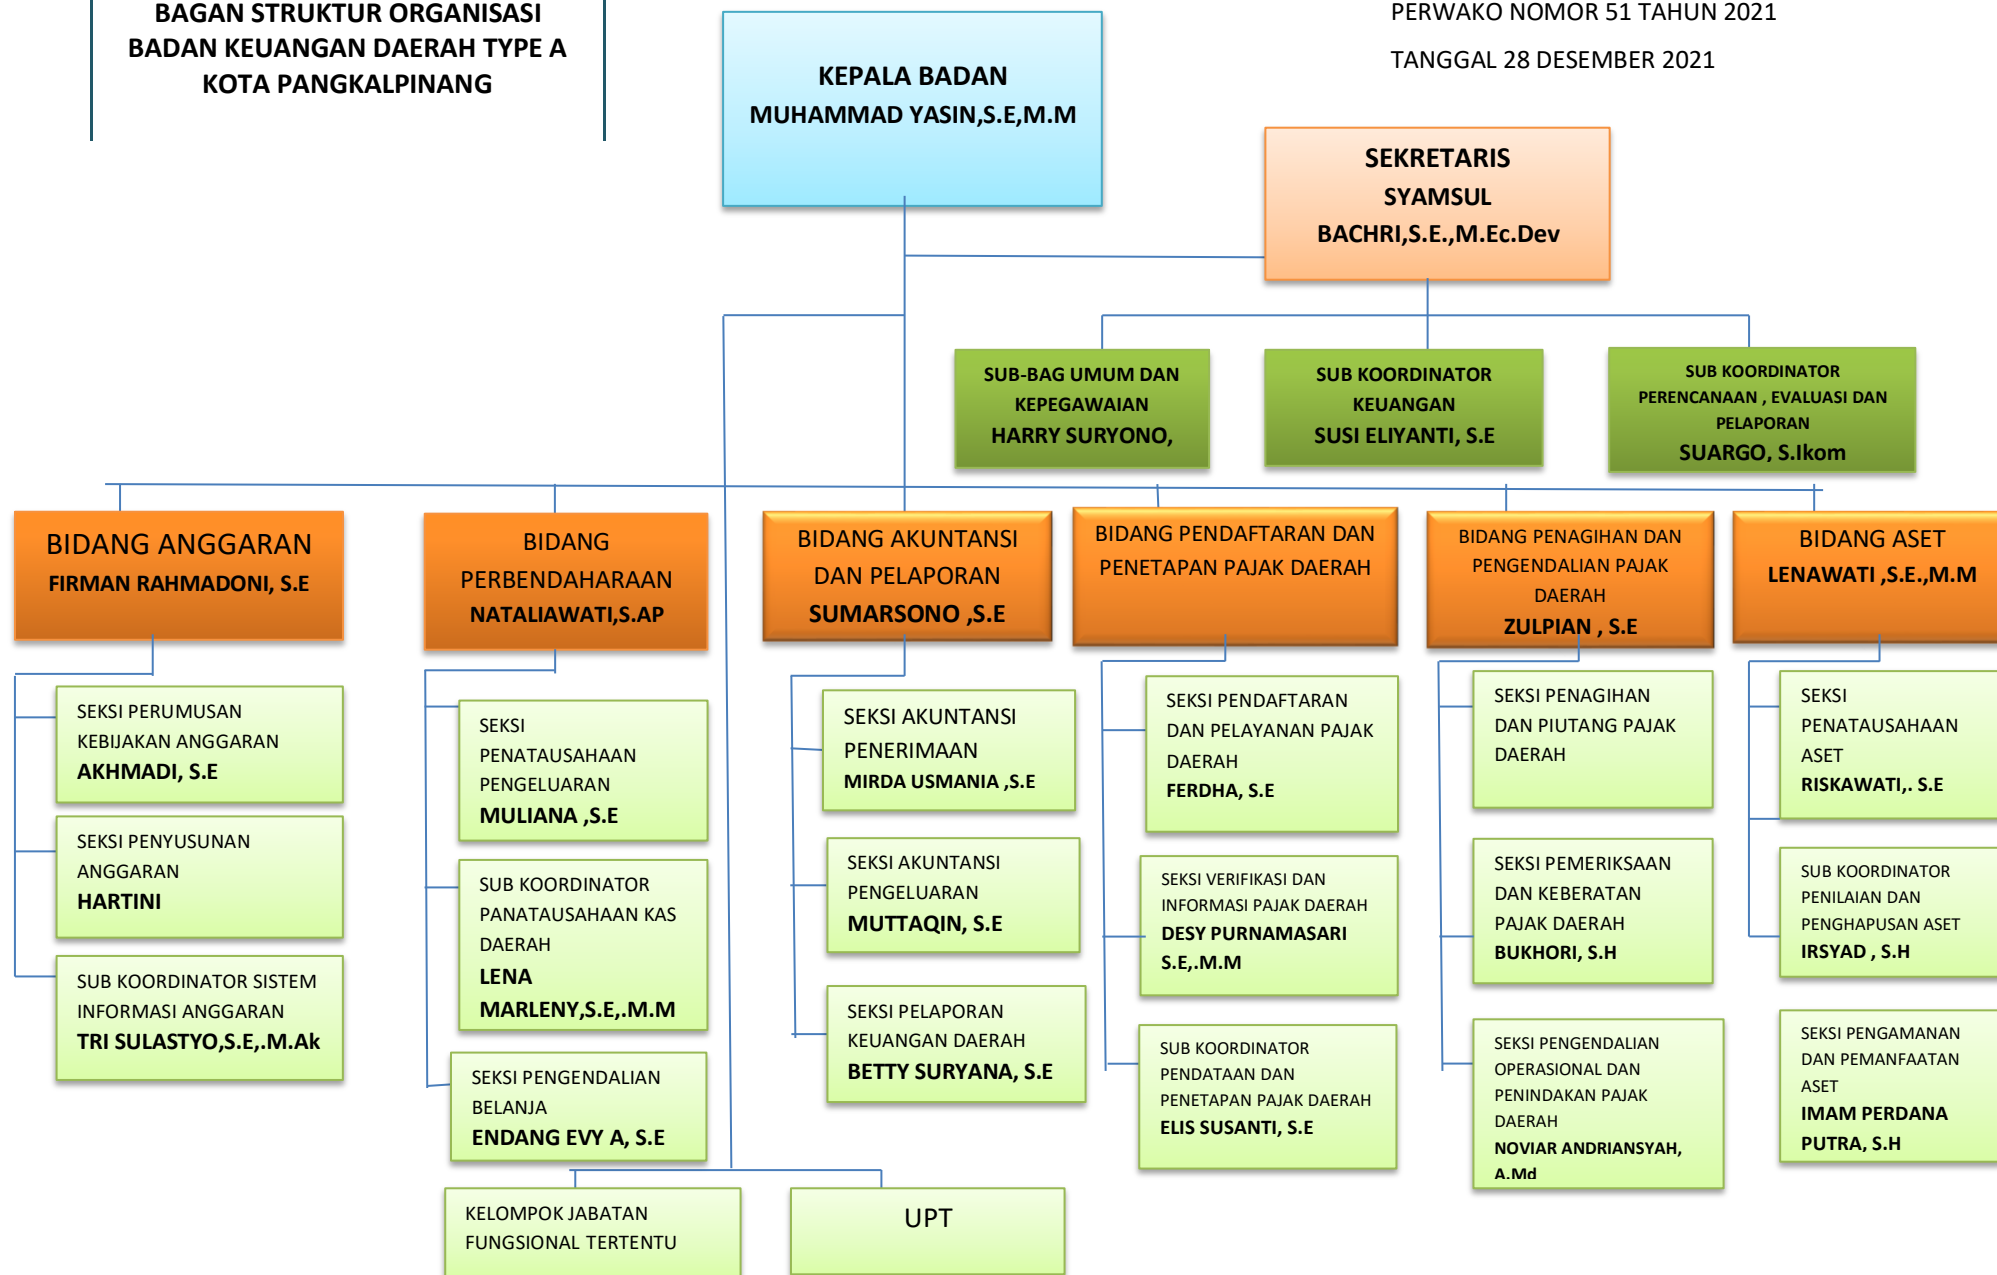 BAGAN STRUKTUR ORGANISASI
BADAN KEUANGAN DAERAH TYPE A
KOTA PANGKALPINANG
PERWAKO NOMOR 51 TAHUN 2021
TANGGAL 28 DESEMBER 2021
KEPALA BADAN
MUHAMMAD YASIN,S.E,M.M
SEKRETARIS
SYAMSUL
BACHRI,S.E.,M.Ec.Dev
SUB-BAG UMUM DAN
KEPEGAWAIAN
HARRY SURYONO,
SUB KOORDINATOR
KEUANGAN
SUSI ELIYANTI, S.E
SUB KOORDINATOR
PERENCANAAN , EVALUASI DAN
PELAPORAN
SUARGO, S.Ikom
BIDANG ANGGARAN
FIRMAN RAHMADONI, S.E
BIDANG
PERBENDAHARAAN
NATALIAWATI,S.AP
BIDANG AKUNTANSI
DAN PELAPORAN
SUMARSONO ,S.E
BIDANG PENDAFTARAN DAN
PENETAPAN PAJAK DAERAH
BIDANG PENAGIHAN DAN
PENGENDALIAN PAJAK
DAERAH
ZULPIAN , S.E
BIDANG ASET
LENAWATI ,S.E.,M.M
SEKSI PERUMUSAN
KEBIJAKAN ANGGARAN
AKHMADI, S.E
SEKSI PENYUSUNAN
ANGGARAN
HARTINI
SUB KOORDINATOR SISTEM
INFORMASI ANGGARAN
TRI SULASTYO,S.E,.M.Ak
SEKSI
PENATAUSAHAAN
PENGELUARAN
MULIANA ,S.E
SUB KOORDINATOR
PANATAUSAHAAN KAS
DAERAH
LENA
MARLENY,S.E,.M.M
SEKSI PENGENDALIAN
BELANJA
ENDANG EVY A, S.E
SEKSI AKUNTANSI
PENERIMAAN
MIRDA USMANIA ,S.E
SEKSI AKUNTANSI
PENGELUARAN
MUTTAQIN, S.E
SEKSI PELAPORAN
KEUANGAN DAERAH
BETTY SURYANA, S.E
SEKSI PENDAFTARAN
DAN PELAYANAN PAJAK
DAERAH
FERDHA, S.E
SEKSI VERIFIKASI DAN
INFORMASI PAJAK DAERAH
DESY PURNAMASARI
S.E,.M.M
SUB KOORDINATOR
PENDATAAN DAN
PENETAPAN PAJAK DAERAH
ELIS SUSANTI, S.E
SEKSI PENAGIHAN
DAN PIUTANG PAJAK
DAERAH
SEKSI PEMERIKSAAN
DAN KEBERATAN
PAJAK DAERAH
BUKHORI, S.H
SEKSI PENGENDALIAN
OPERASIONAL DAN
PENINDAKAN PAJAK
DAERAH
NOVIAR ANDRIANSYAH,
A.Md
SEKSI
PENATAUSAHAAN
ASET
RISKAWATI,. S.E
SUB KOORDINATOR
PENILAIAN DAN
PENGHAPUSAN ASET
IRSYAD , S.H
SEKSI PENGAMANAN
DAN PEMANFAATAN
ASET
IMAM PERDANA
PUTRA, S.H
KELOMPOK JABATAN
FUNGSIONAL TERTENTU
UPT